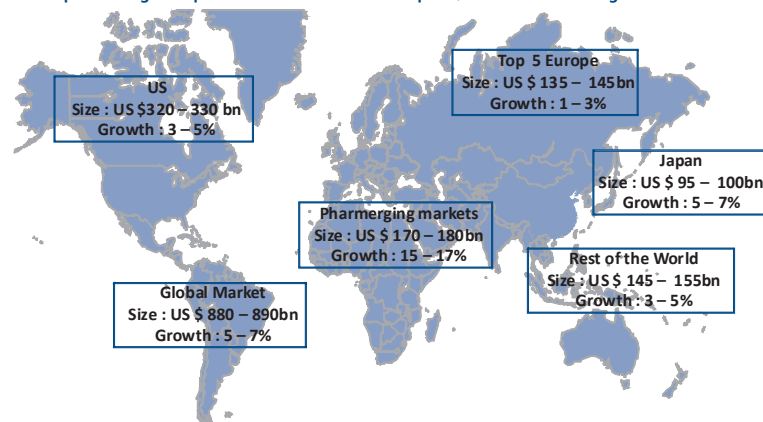 US
Size : US $320 – 330 bn
Growth : 3 – 5%
Top 5 Europe
Size : US $ 135 – 145bn
Growth : 1 – 3%
Japan
Size : US $ 95 – 100bn
Growth : 5 – 7%
Pharmerging markets
Size : US $ 170 – 180bn
Growth : 15 – 17%
Rest of the World
Size : US $ 145 – 155bn
Growth : 3 – 5%
Global Market
Size : US $ 880 – 890bn
Growth : 5 – 7%